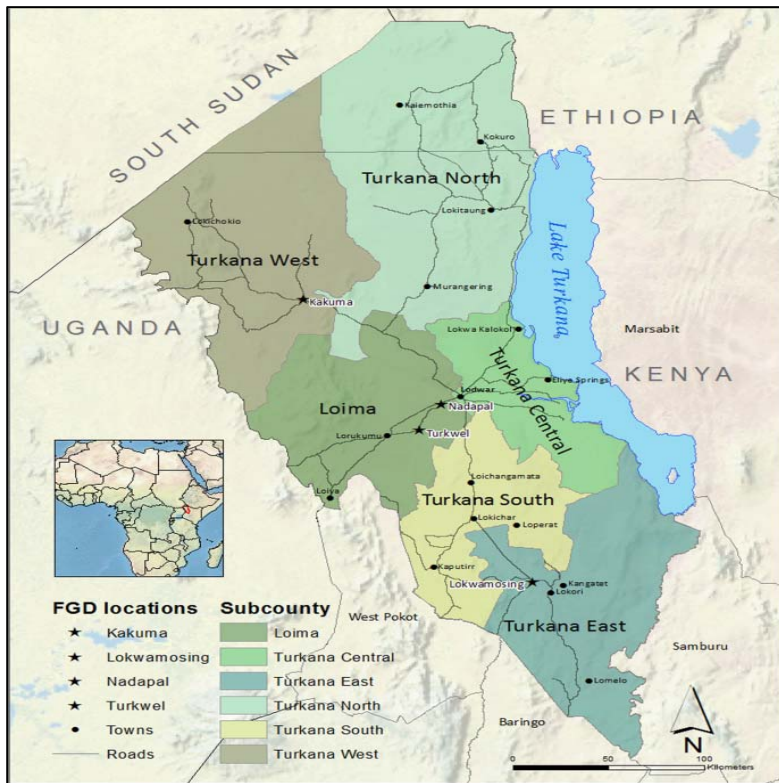 SOUTH SUDAN
ETHIOPIA
Kaiemothia
Kokuro
Turkana North
Lokitaung
Lokichokio
Turkana West
Lake Turkana
Murangering
Kakuma
UGANDA
Lokwa Kalokol
Marsabit
KENYA
Turkana Central
Eliye Springs
Lodwar
Nadapal
Loima
Turkwel
Lorukumu
Loichangamata
Loiya
Turkana South
Lokichar
Loperat
Kaputirr
Lokwamosing
Kangatet
Lokori
West Pokot
Turkana East
Samburu
Lomelo
Baringo
FGD locations
Kakuma
Lokwamosing
Nadapal
Turkwel
Towns
Roads
Subcounty
Loima
Turkana Central
Turkana East
Turkana North
Turkana South
Turkana West
N
0 50 100
Kilometers